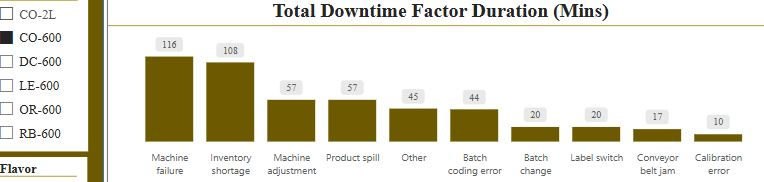 CO-2L
CO-600
DC-600
LE-600
OR-600
RB-600
Flavor
Total Downtime Factor Duration (Mins)
116
108
57
57
45
44
20
20
17
10
Machine
failure
Inventory
shortage
Machine
adjustment
Product spill
Other
Batch
coding error
Batch
change
Label switch
Conveyor
belt jam
Calibration
error